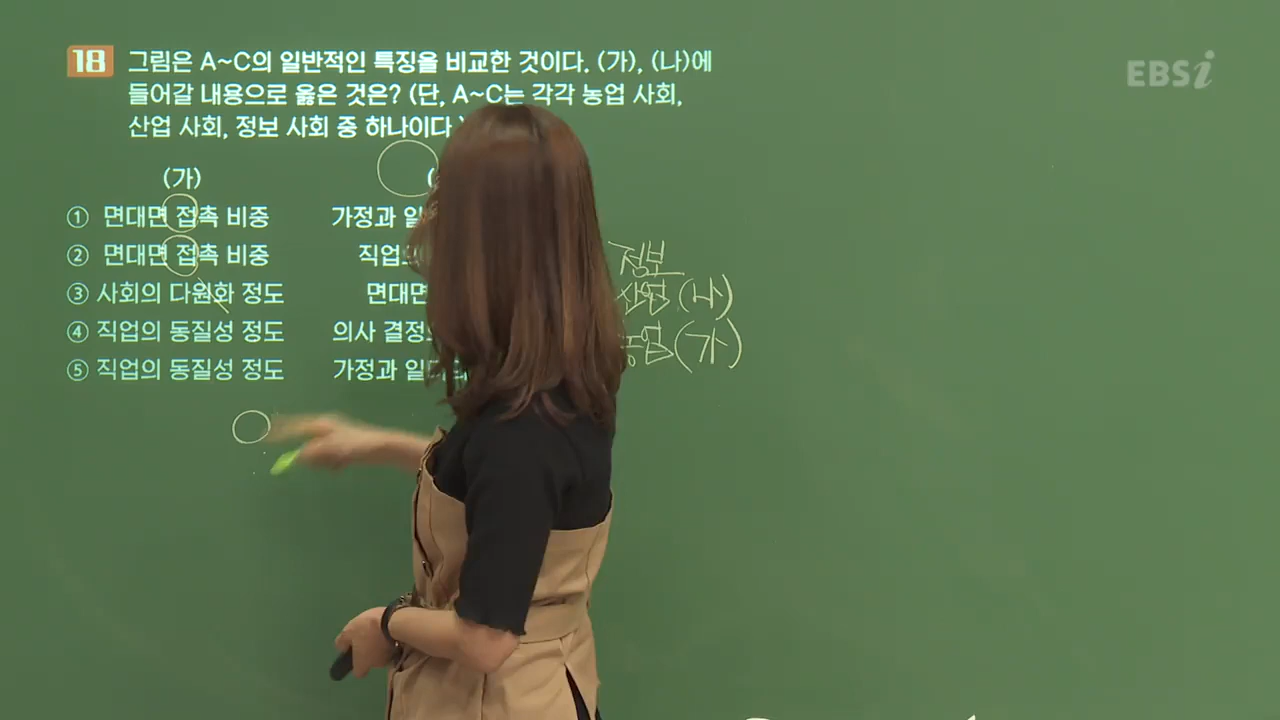 18 그림은 A~C의 일반적인 특징을 비교한 것이다. (가), (나)에
들어갈 내용으로 옳은 것은? (단, A~C는 각각 농업 사회,
산업 사회, 정보 사회 중 하나이다.)
(가)
① 면대면 접촉 비중 가정과
② 면대면 접촉 비중
③ 사회의 다원화 정도 면대면
④ 직업의 동질성 정도 의사
⑤ 직업의 동질성 정도 가정과
정보
산업 (나)
농업 (가)
EBSi